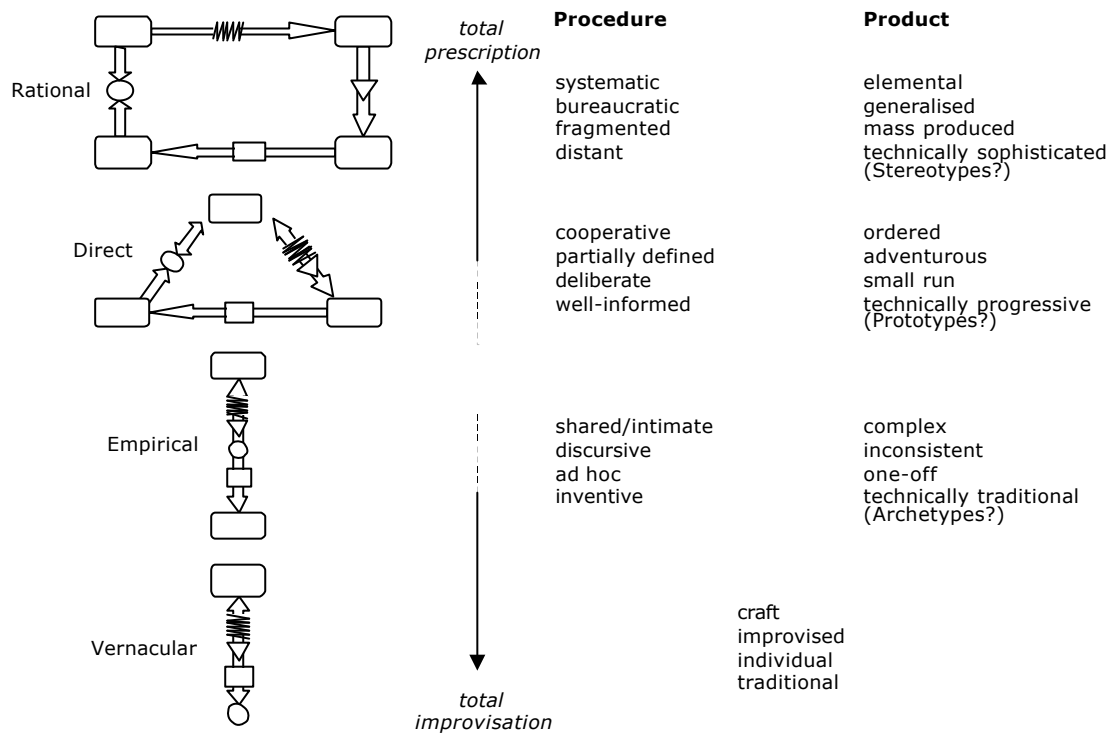 total
prescription
Procedure
Product
Rational
systematic
bureaucratic
fragmented
distant
elemental
generalised
mass produced
technically sophisticated
(Stereotypes?)
Direct
cooperative
partially defined
deliberate
well-informed
ordered
adventurous
small run
technically progressive
(Prototypes?)
Empirical
shared/intimate
discursive
ad hoc
inventive
complex
inconsistent
one-off
technically traditional
(Archetypes?)
Vernacular
craft
improvised
individual
traditional
total
improvisation